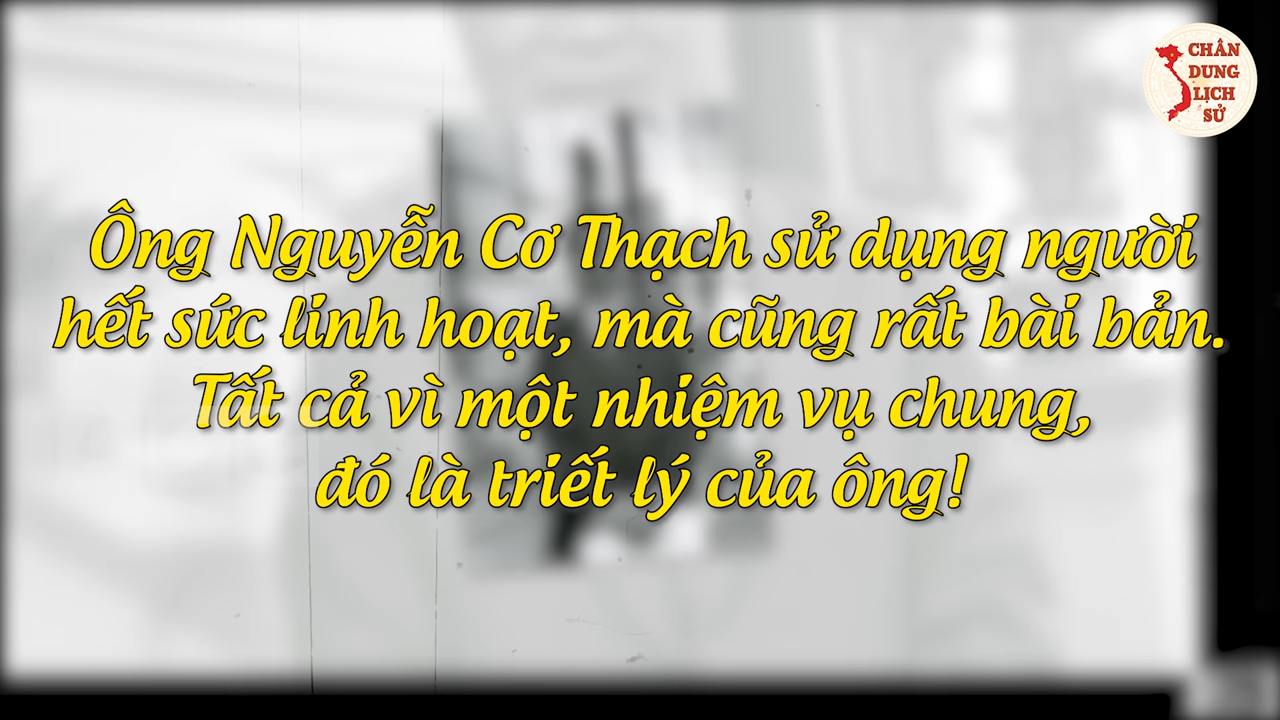 CHÂN
DUNG
LỊCH
SỬ
Ông Nguyễn Cơ Thạch sử dụng người
hết sức linh hoạt, mà cũng rất bài bản.
Tất cả vì một nhiệm vụ chung,
đó là triết lý của ông!